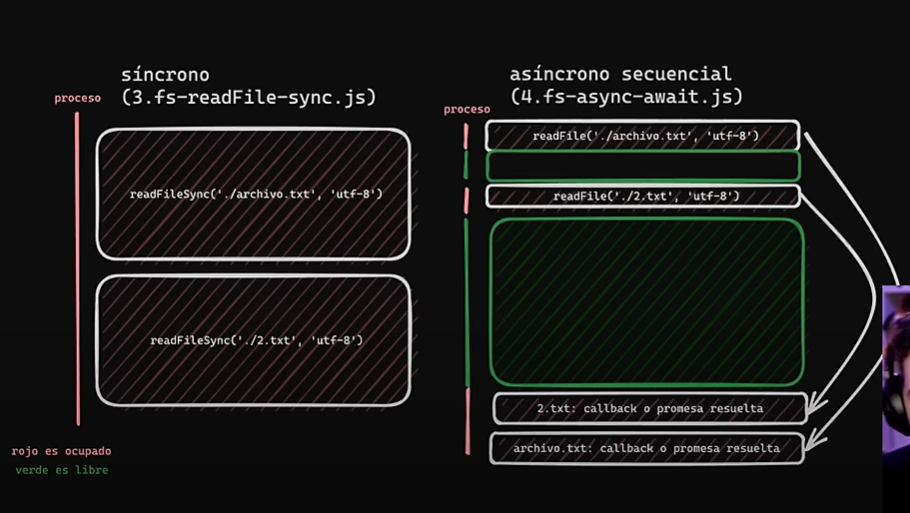 síncrono
(3.fs-readFile-sync.js)
proceso
readFileSync('./archivo.txt', 'utf-8')
readFileSync('./2.txt', 'utf-8')
rojo es ocupado
verde es libre
asíncrono secuencial
(4.fs-async-await.js)
proceso
readFile('./archivo.txt', 'utf-8')
readFile('./2.txt', 'utf-8')
2.txt: callback o promesa resuelta
archivo.txt: callback o promesa resuelta